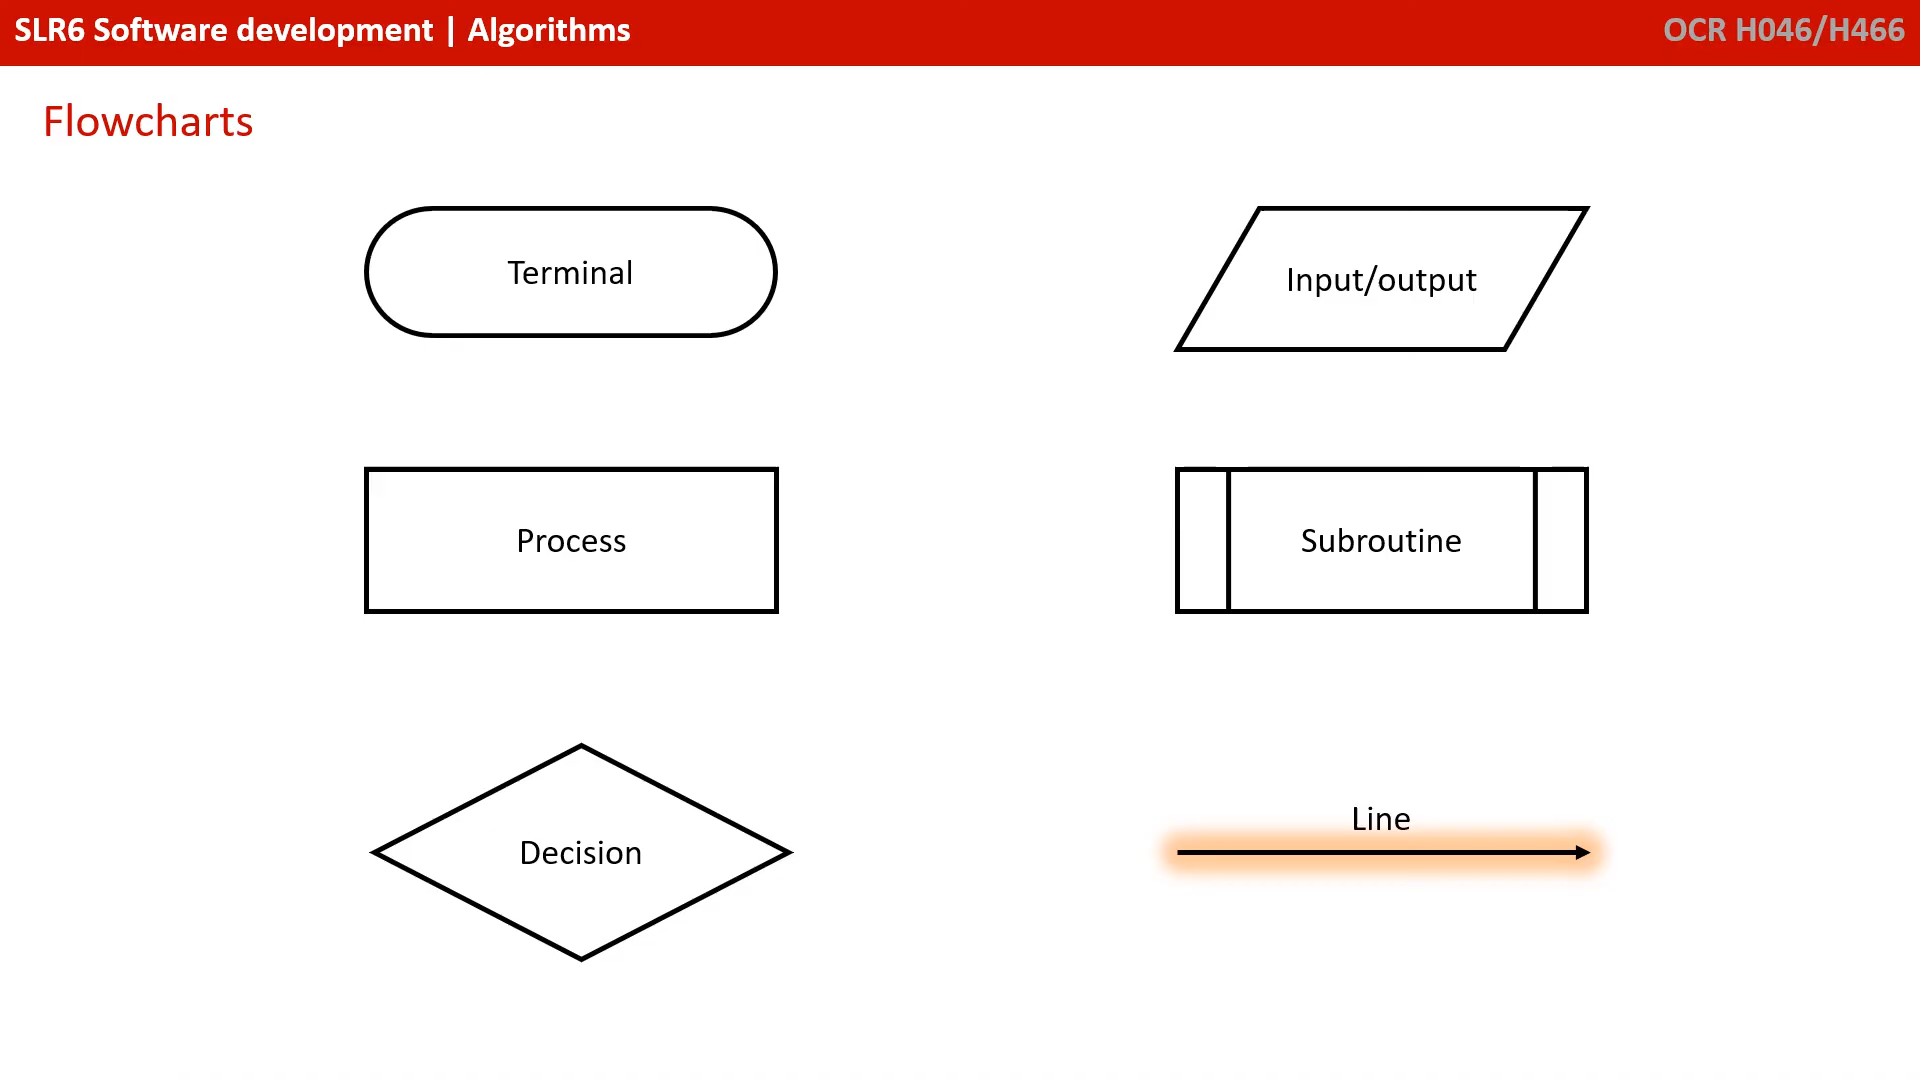 SLR6 Software development | Algorithms
OCR H046/H466
Flowcharts
Terminal
Input/output
Process
Subroutine
Decision
Line